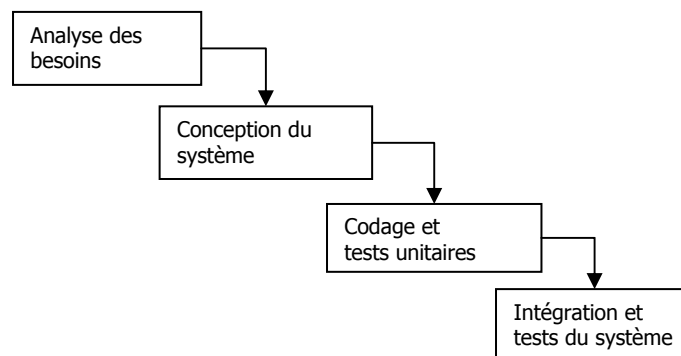 Analyse des
besoins
Conception du
système
Codage et
tests unitaires
Intégration et
tests du système